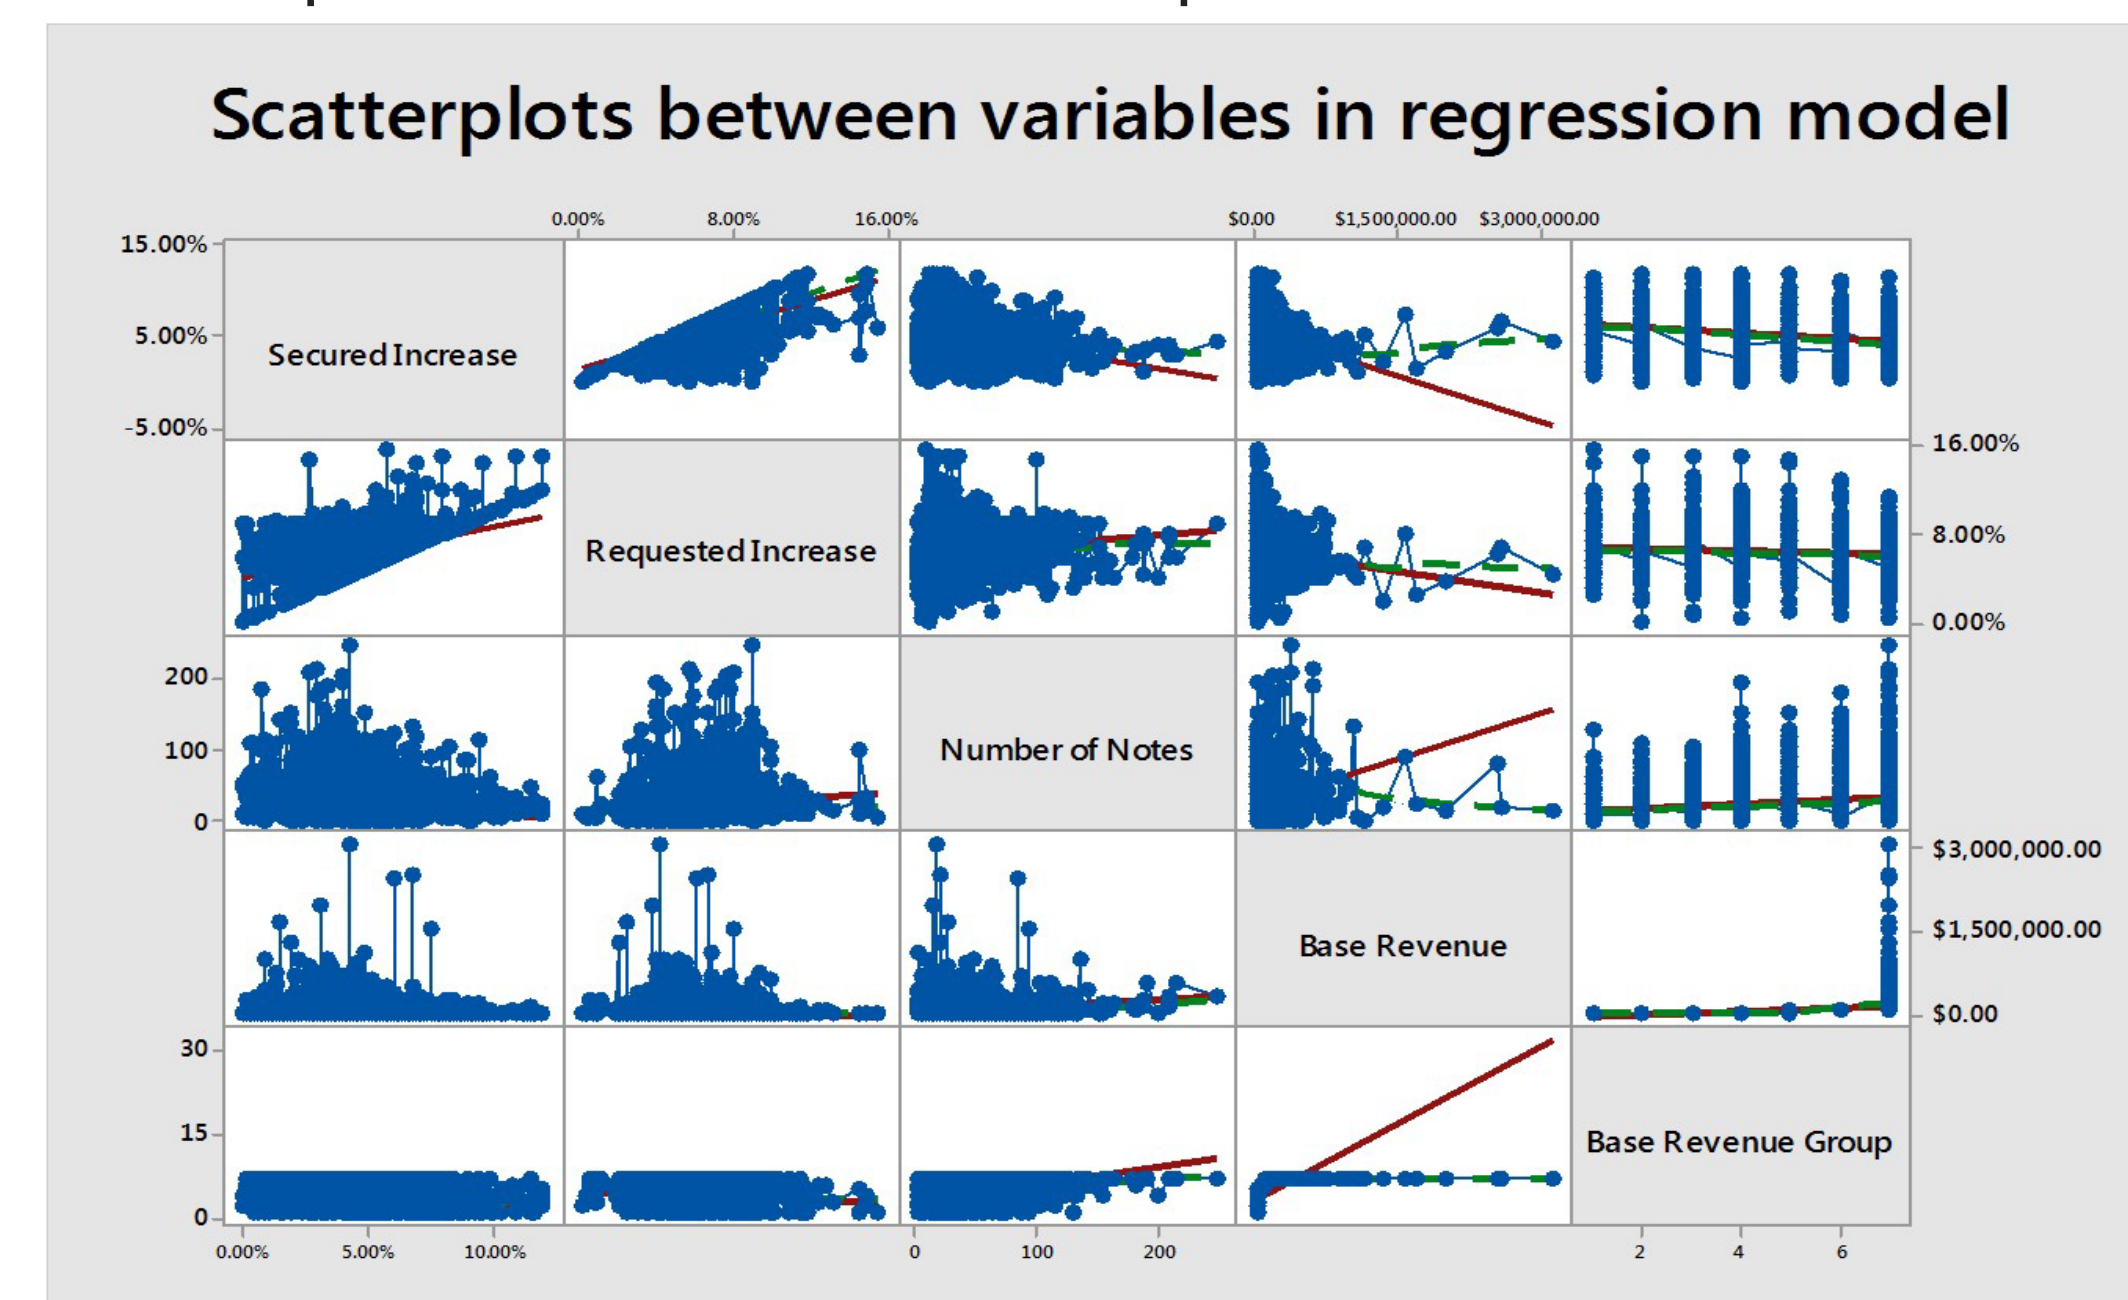 Scatterplots between variables in regression model
0.00% 8.00% 16.00% $0.00 $1,500,000.00 $3,000,000.00
15.00%
5.00%
Secured Increase
-5.00%
16.00%
Requested Increase
8.00%
0.00%
200
100
Number of Notes
0
$3,000,000.00
Base Revenue
$1,500,000.00
$0.00
30
15
Base Revenue Group
0
0.00% 5.00% 10.00% 0 100 200 2 4 6